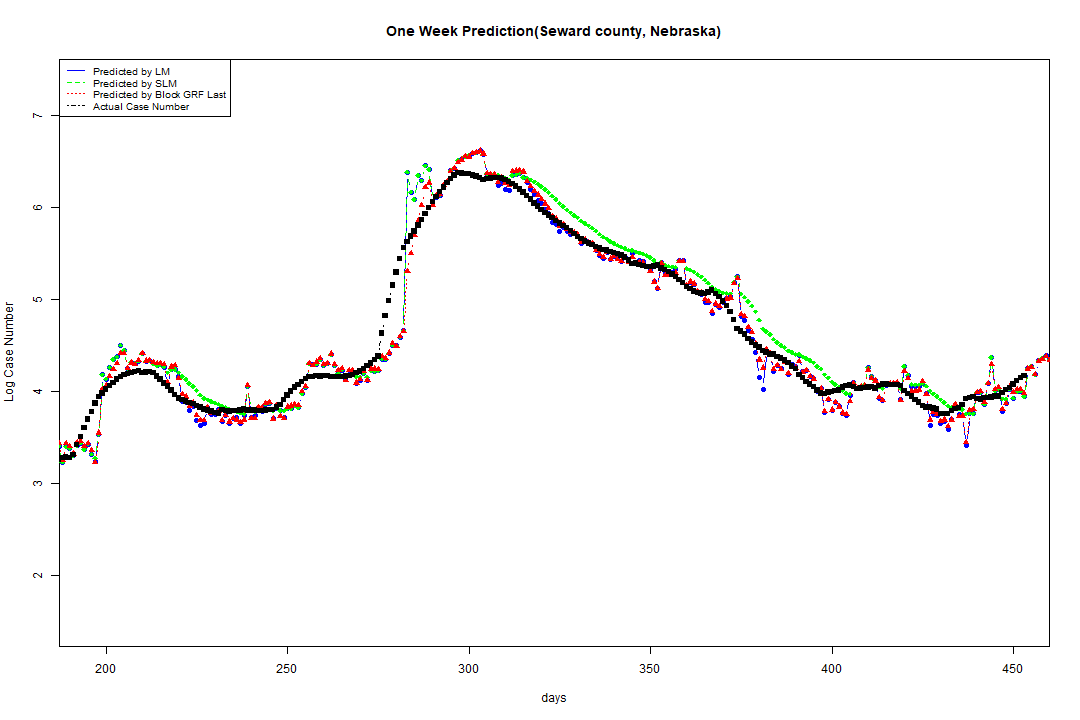 One Week Prediction(Seward county, Nebraska)
Predicted by LM
Predicted by SLM
Predicted by Block GRF Last
Actual Case Number
7
6
5
4
3
2
Log Case Number
200 250 300 350 400 450
days